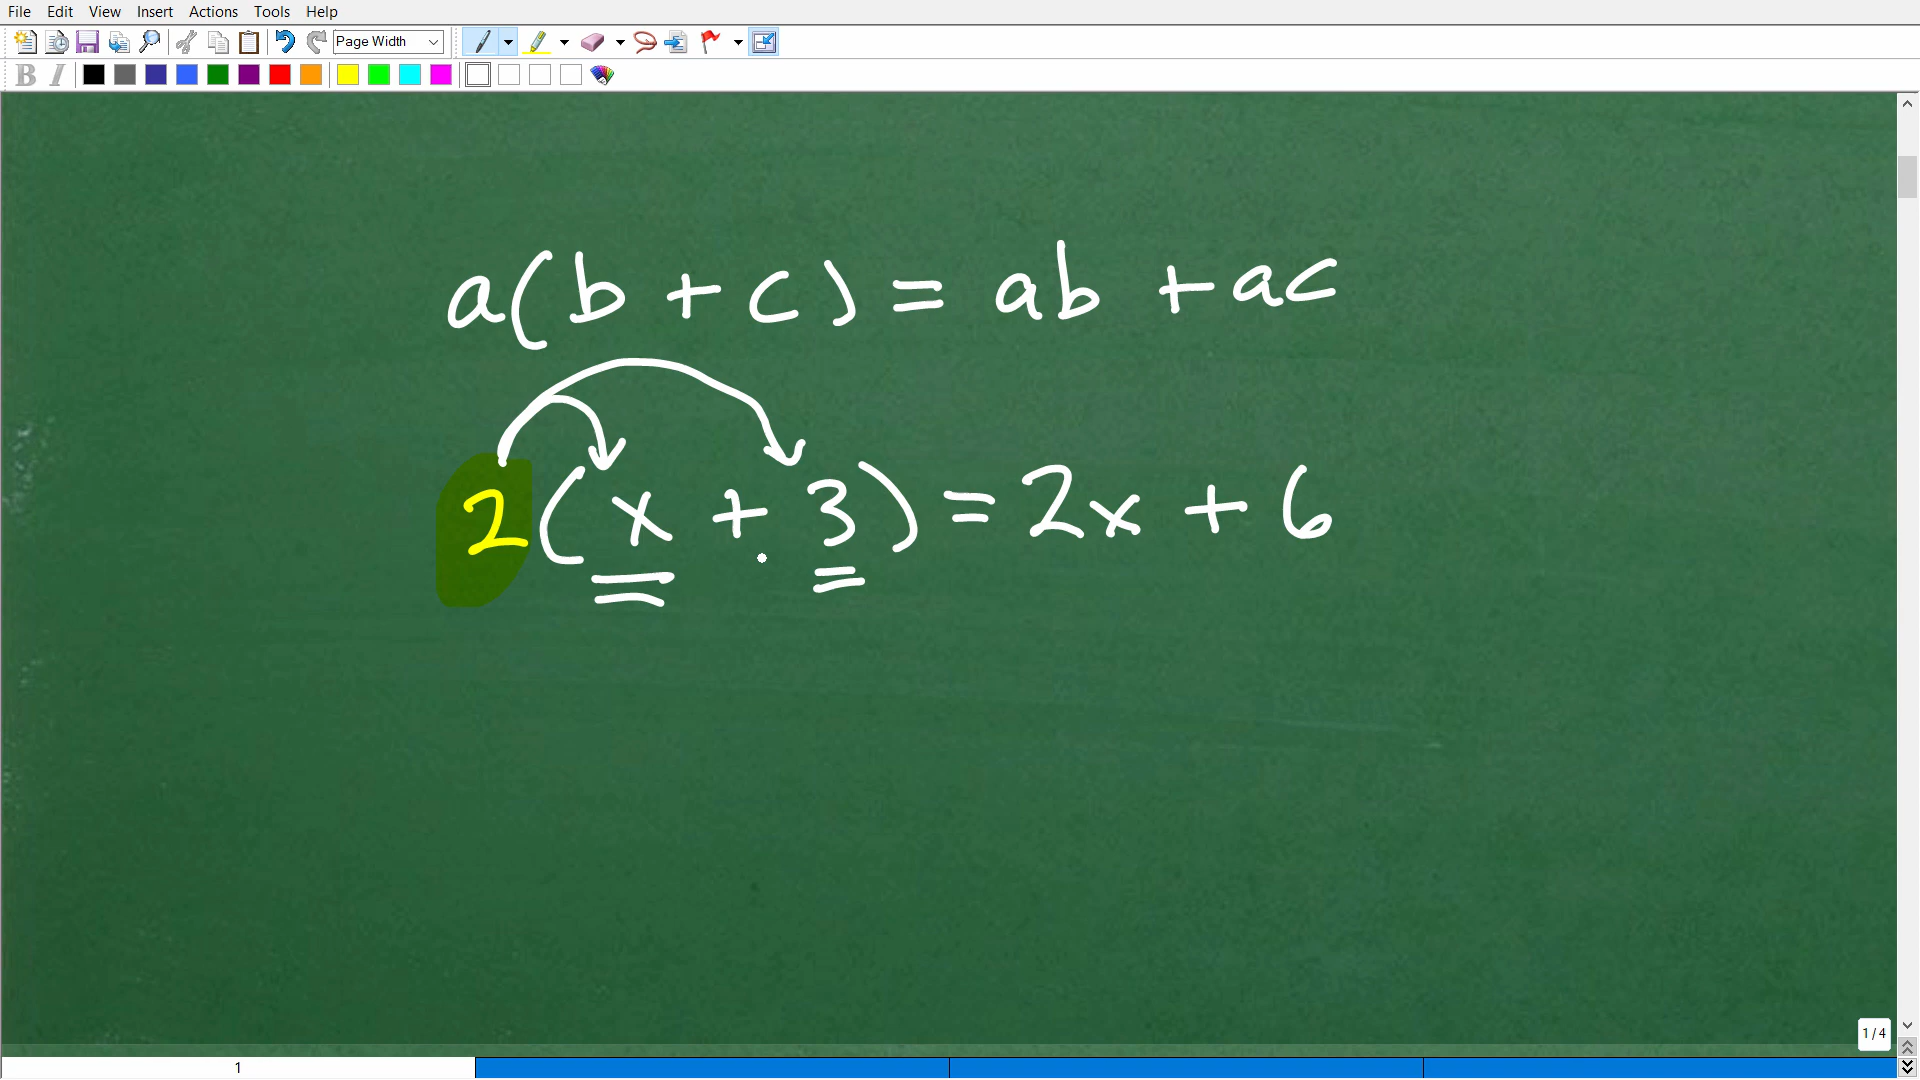 File Edit View Insert Actions Tools Help
Page Width
B I
a(b + c) = ab + ac
2(x + 3) = 2x + 6
1 / 4
1